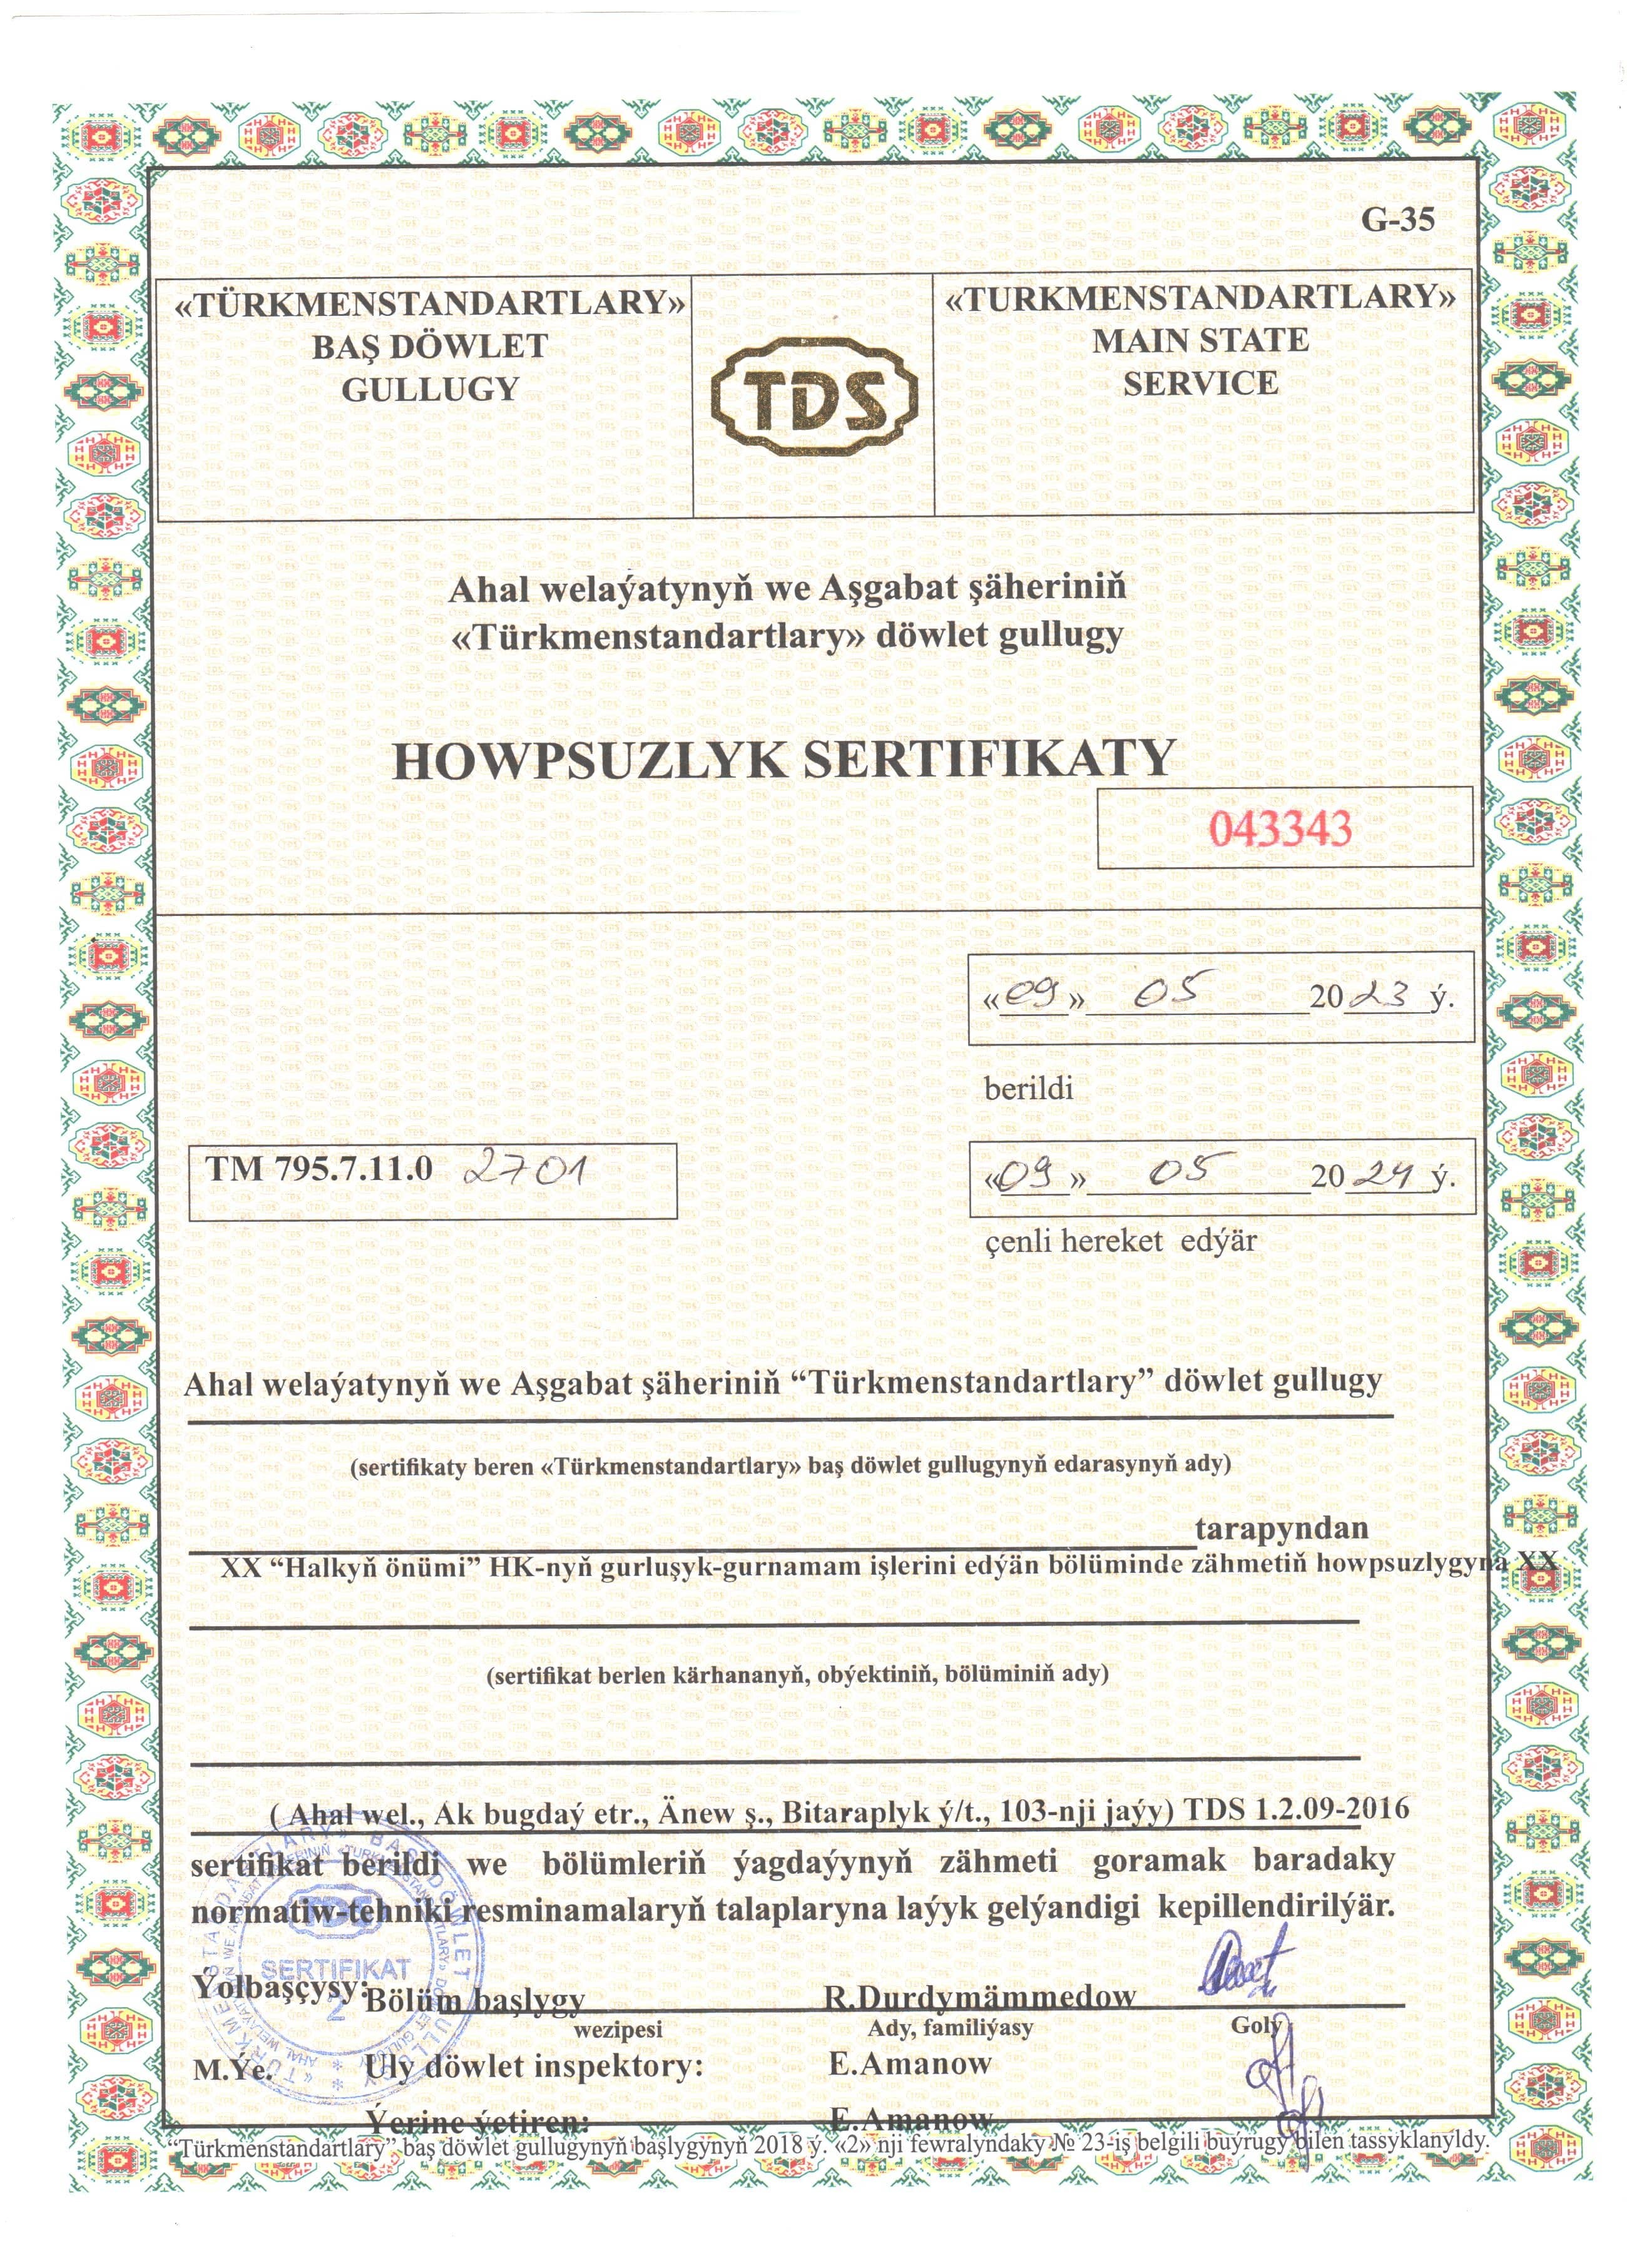 G-35
«TÜRKMENSTANDARTLARY»
BAŞ DÖWLET
GULLUGY
TDS
«TURKMENSTANDARTLARY»
MAIN STATE
SERVICE
Ahal welaýatynyň we Aşgabat şäheriniň
«Türkmenstandartlary» döwlet gullugy
HOWPSUZLYK SERTIFIKATY
043343
«09» 05 2023 ý.
berildi
TM 795.7.11.0 2701
«09» 05 2024 ý.
çenli hereket edýär
Ahal welaýatynyň we Aşgabat şäheriniň “Türkmenstandartlary” döwlet gullugy
(sertifikaty beren «Türkmenstandartlary» baş döwlet gullugynyň edarasynyň ady)
tarapyndan
XX “Halkyň önümi” HK-nyň gurluşyk-gurnamam işlerini edýän bölüminde zähmetiň howpsuzlygyna XX
(sertifikat berlen kärhananyň, obýektiniň, bölüminiň ady)
( Ahal wel., Ak bugdaý etr., Änew ş., Bitaraplyk ý/t., 103-nji jaýy) TDS 1.2.09-2016
sertifikat berildi we bölümleriň ýagdaýynyň zähmeti goramak baradaky
normatiw-tehniki resminamalaryň talaplaryna laýyk gelýandigi kepillendirilýär.
Ýolbaşçysy: Bölüm başlygy R.Durdymämmedow
wezipesi Ady, familiýasy Goly
M.Ýe. Uly döwlet inspektory: E.Amanow
Ýerine ýetiren: E.Amanow
“Türkmenstandartlary” baş döwlet gullugynyň başlygynyň 2018 ý. «2» nji fewralyndaky № 23-iş belgili buýrugy bilen tassyklanyldy.
TDS
SERTIFIKAT
2